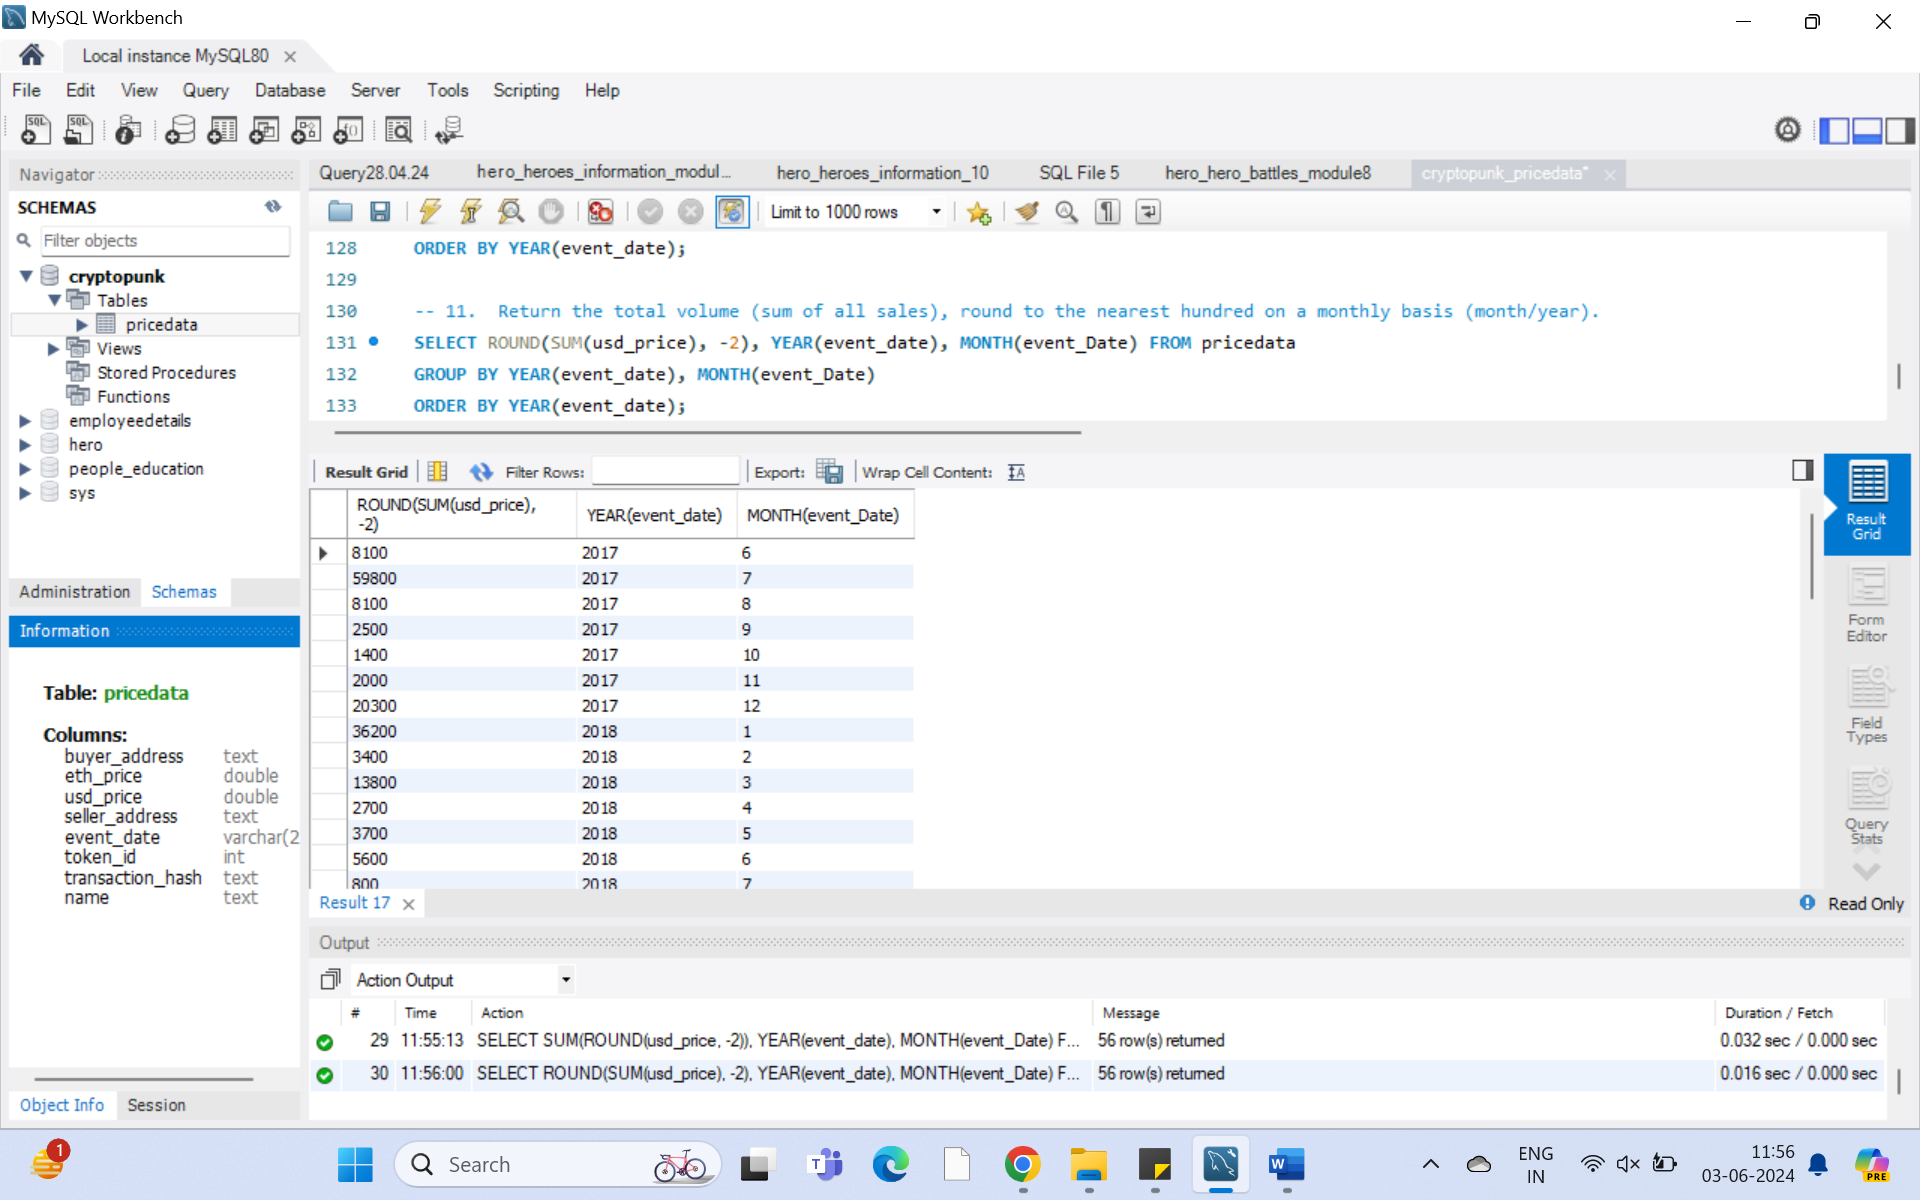 MySQL Workbench
Local instance MySQL80
File Edit View Query Database Server Tools Scripting Help
Navigator
SCHEMAS
Filter objects
cryptopunk
Tables
pricedata
Views
Stored Procedures
Functions
employeedetails
hero
people_education
sys
Administration Schemas
Information
Table: pricedata
Columns:
buyer_address text
eth_price double
usd_price double
seller_address text
event_date varchar(2
token_id int
transaction_hash text
name text
Object Info Session
Query28.04.24 hero_heroes_information_modul... hero_heroes_information_10 SQL File 5 hero_hero_battles_module8 cryptopunk_pricedata*
Limit to 1000 rows
128 ORDER BY YEAR(event_date);
129
130 -- 11. Return the total volume (sum of all sales), round to the nearest hundred on a monthly basis (month/year).
131 SELECT ROUND(SUM(usd_price), -2), YEAR(event_date), MONTH(event_Date) FROM pricedata
132 GROUP BY YEAR(event_date), MONTH(event_Date)
133 ORDER BY YEAR(event_date);
Result Grid Filter Rows: Export: Wrap Cell Content:
ROUND(SUM(usd_price), -2) YEAR(event_date) MONTH(event_Date)
8100 2017 6
59800 2017 7
8100 2017 8
2500 2017 9
1400 2017 10
2000 2017 11
20300 2017 12
36200 2018 1
3400 2018 2
13800 2018 3
2700 2018 4
3700 2018 5
5600 2018 6
800 2018 7
Result Grid
Form Editor
Field Types
Query Stats
Result 17 Read Only
Output
Action Output
# Time Action Message Duration / Fetch
29 11:55:13 SELECT SUM(ROUND(usd_price, -2)), YEAR(event_date), MONTH(event_Date) F... 56 row(s) returned 0.032 sec / 0.000 sec
30 11:56:00 SELECT ROUND(SUM(usd_price), -2), YEAR(event_date), MONTH(event_Date) F... 56 row(s) returned 0.016 sec / 0.000 sec
1
Search
ENG
IN
11:56
03-06-2024
PRE